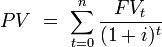 PV = \sum_{t=0}^{n} \frac{FV_t}{(1+i)^t}